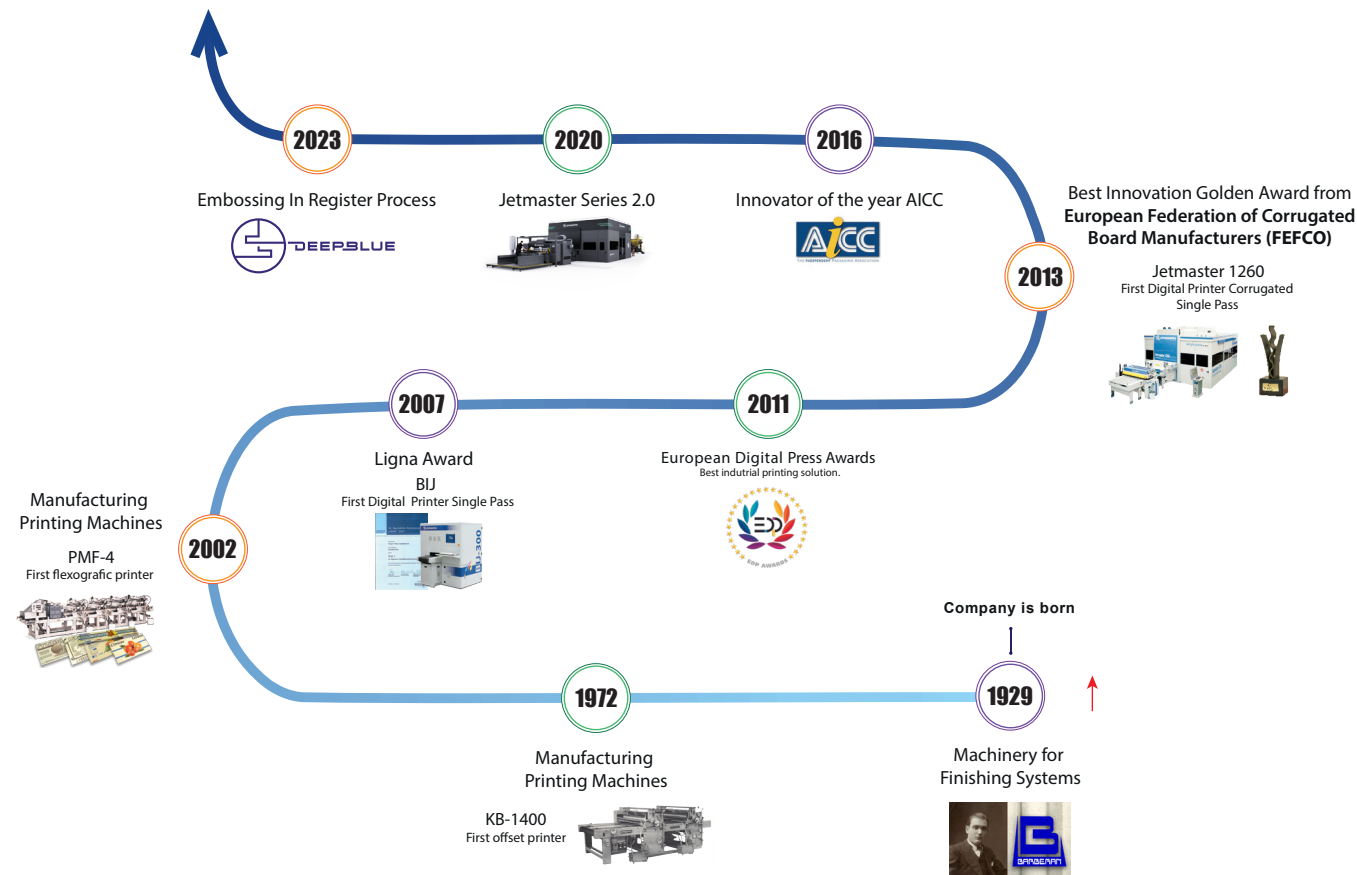 2023
Embossing In Register Process
DEEPBLUE
2020
Jetmaster Series 2.0
2016
Innovator of the year AICC
AiCC
THE INDEPENDENT PACKAGING ASSOCIATION
Best Innovation Golden Award from
European Federation of Corrugated
Board Manufacturers (FEFCO)
2013
Jetmaster 1260
First Digital Printer Corrugated
Single Pass
2011
European Digital Press Awards
Best indutrial printing solution.
EDP
EDP AWARDS
2007
Ligna Award
BIJ
First Digital Printer Single Pass
Manufacturing
Printing Machines
2002
PMF-4
First flexografic printer
1972
Manufacturing
Printing Machines
KB-1400
First offset printer
Company is born
1929
Machinery for
Finishing Systems
B
BARBERAN